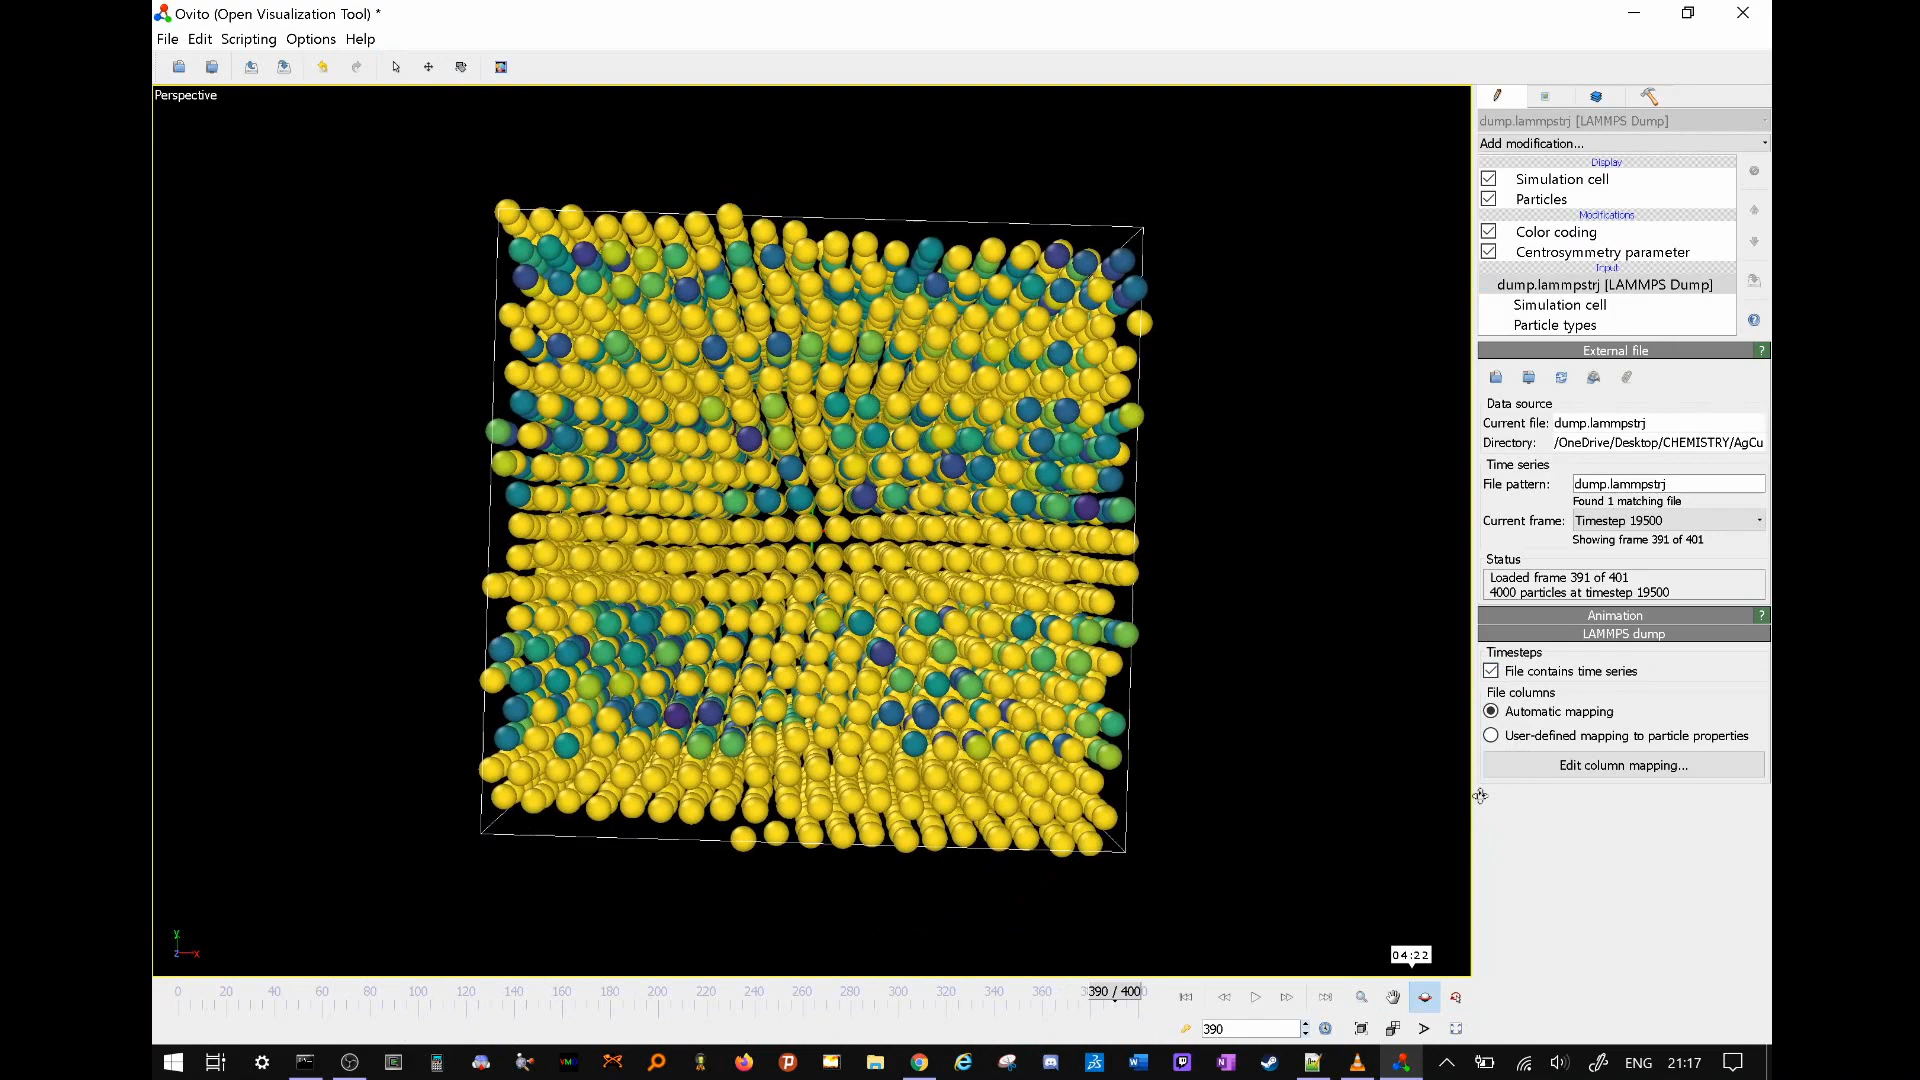 Ovito (Open Visualization Tool) *
File Edit Scripting Options Help
Perspective
dump.lammpstrj [LAMMPS Dump]
Add modification...
Display
Simulation cell
Particles
Modifications
Color coding
Centrosymmetry parameter
Input
dump.lammpstrj [LAMMPS Dump]
Simulation cell
Particle types
External file ?
Data source
Current file: dump.lammpstrj
Directory: /OneDrive/Desktop/CHEMISTRY/AgCu
Time series
File pattern: dump.lammpstrj
Found 1 matching file
Current frame: Timestep 19500
Showing frame 391 of 401
Status
Loaded frame 391 of 401
4000 particles at timestep 19500
Animation ?
LAMMPS dump
Timesteps
File contains time series
File columns
Automatic mapping
User-defined mapping to particle properties
Edit column mapping...
y
z x
04:22
0 20 40 60 80 100 120 140 160 180 200 220 240 260 280 300 320 340 360 390 / 400
390
ENG 21:17